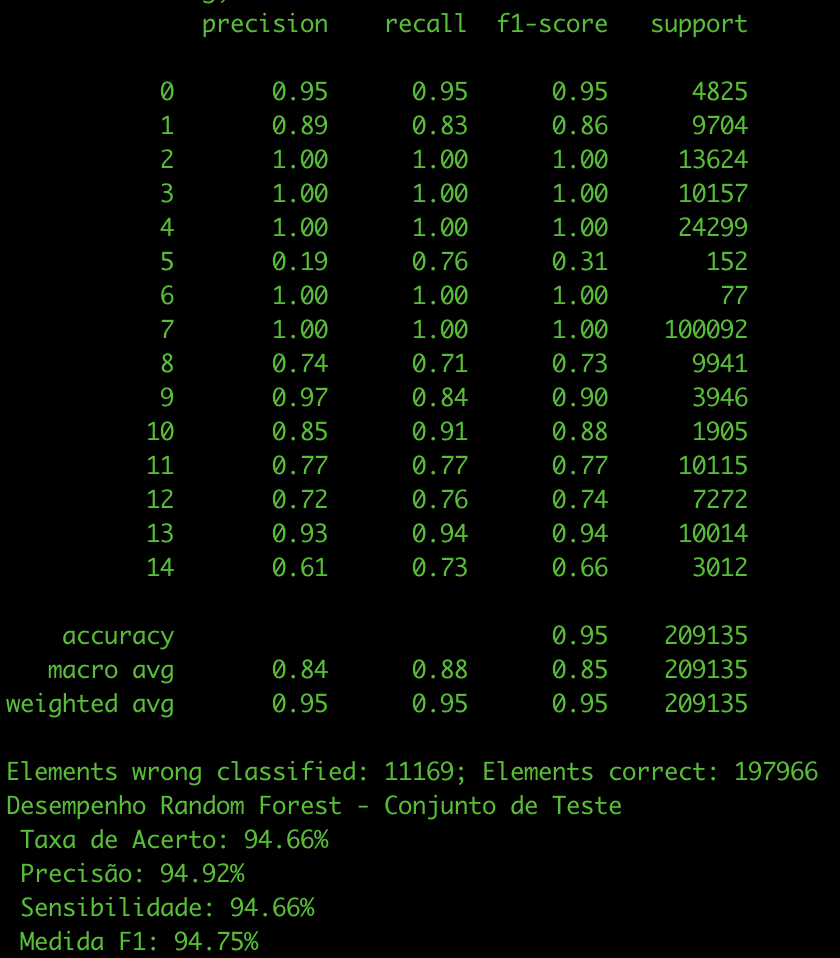 precision recall f1-score support
0 0.95 0.95 0.95 4825
1 0.89 0.83 0.86 9704
2 1.00 1.00 1.00 13624
3 1.00 1.00 1.00 10157
4 1.00 1.00 1.00 24299
5 0.19 0.76 0.31 152
6 1.00 1.00 1.00 77
7 1.00 1.00 1.00 100092
8 0.74 0.71 0.73 9941
9 0.97 0.84 0.90 3946
10 0.85 0.91 0.88 1905
11 0.77 0.77 0.77 10115
12 0.72 0.76 0.74 7272
13 0.93 0.94 0.94 10014
14 0.61 0.73 0.66 3012
accuracy 0.95 209135
macro avg 0.84 0.88 0.85 209135
weighted avg 0.95 0.95 0.95 209135
Elements wrong classified: 11169; Elements correct: 197966
Desempenho Random Forest - Conjunto de Teste
Taxa de Acerto: 94.66%
Precisão: 94.92%
Sensibilidade: 94.66%
Medida F1: 94.75%